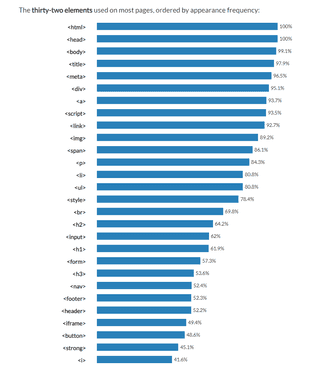 The thirty-two elements used on most pages, ordered by appearance frequency:
<html> 100%
<head> 100%
<body> 99.1%
<title> 97.9%
<meta> 96.5%
<div> 95.1%
<a> 93.7%
<script> 93.5%
<link> 92.7%
<img> 89.2%
<span> 86.1%
<p> 84.3%
<li> 80.8%
<ul> 80.8%
<style> 78.4%
<br> 69.8%
<h2> 64.2%
<input> 62%
<h1> 61.9%
<form> 57.3%
<h3> 53.6%
<nav> 52.4%
<footer> 52.3%
<header> 52.2%
<iframe> 49.4%
<button> 48.6%
<strong> 45.1%
<i> 41.6%